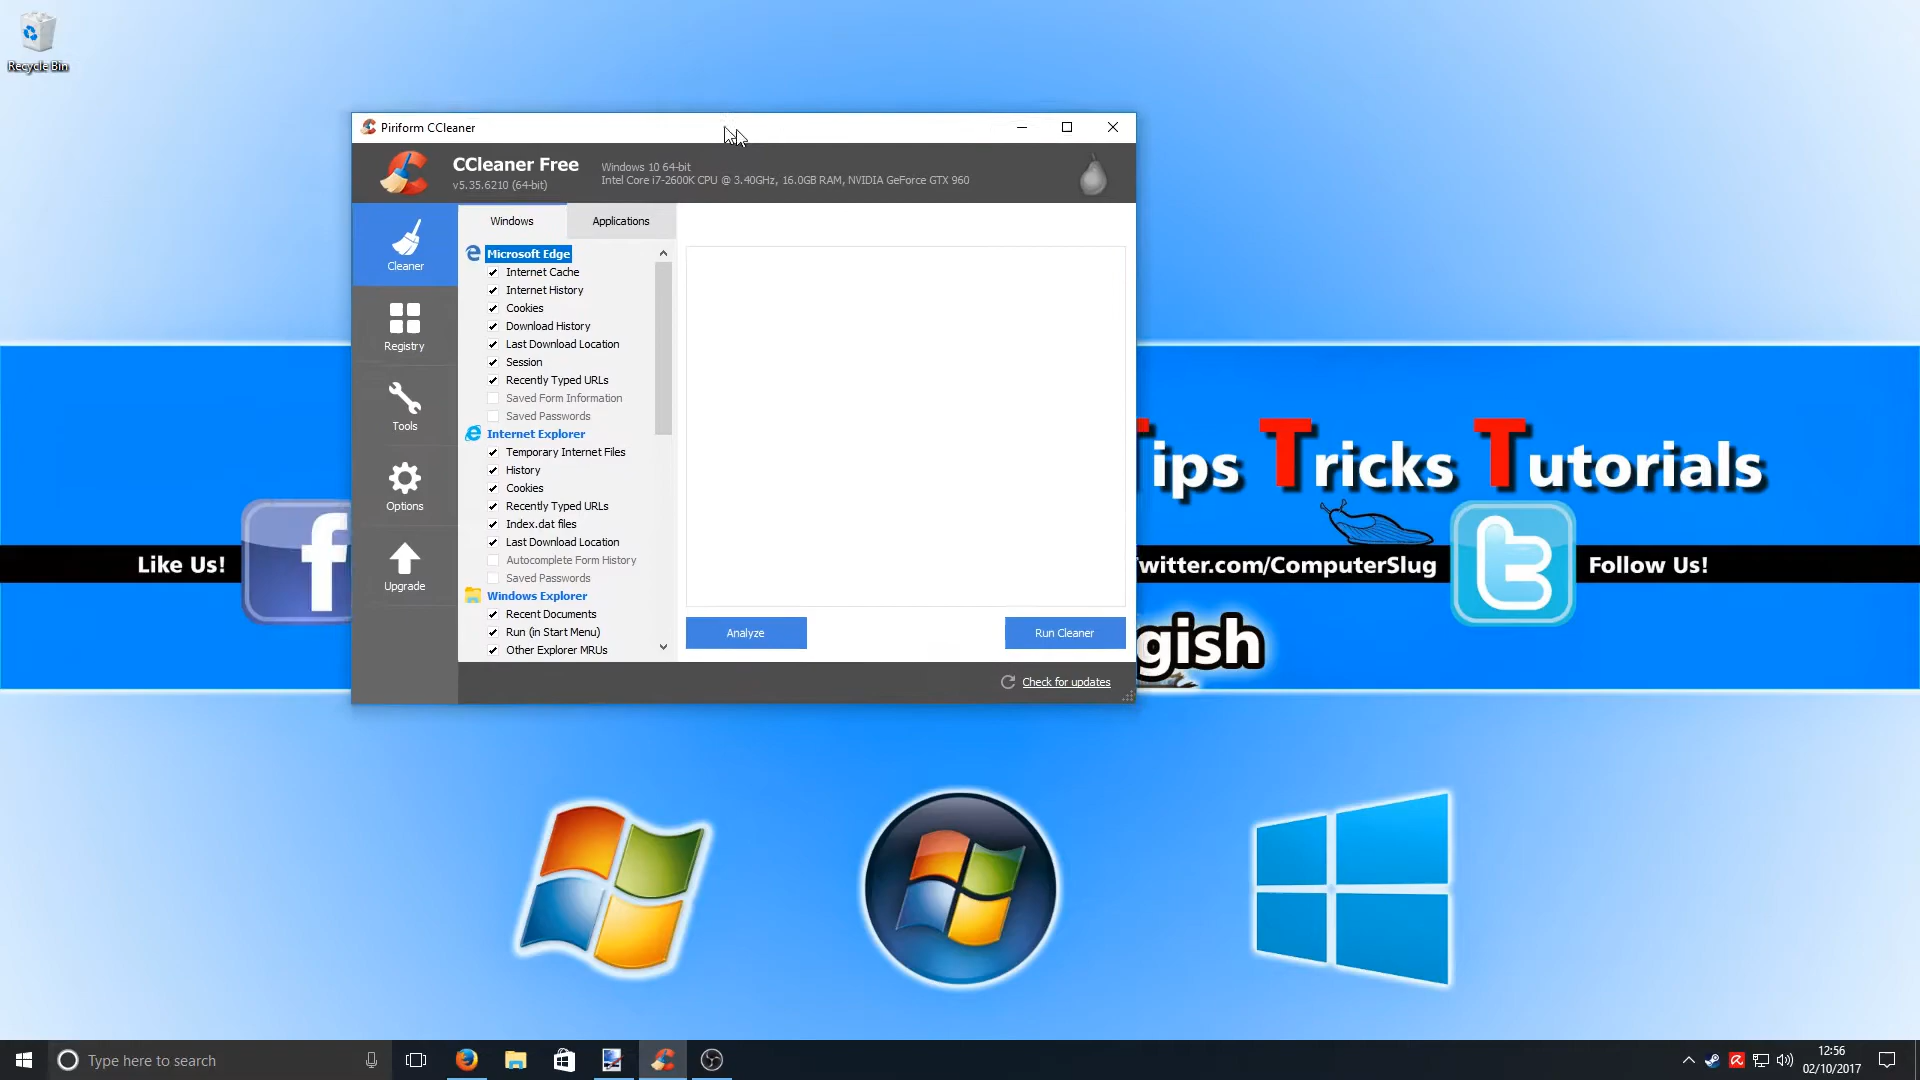 Recycle Bin
Piriform CCleaner
CCleaner Free
v5.35.6210 (64-bit)
Windows 10 64-bit
Intel Core i7-2600K CPU @ 3.40GHz, 16.0GB RAM, NVIDIA GeForce GTX 960
Cleaner
Registry
Tools
Options
Upgrade
Windows
Applications
Microsoft Edge
Internet Cache
Internet History
Cookies
Download History
Last Download Location
Session
Recently Typed URLs
Saved Form Information
Saved Passwords
Internet Explorer
Temporary Internet Files
History
Cookies
Recently Typed URLs
Index.dat files
Last Download Location
Autocomplete Form History
Saved Passwords
Windows Explorer
Recent Documents
Run (in Start Menu)
Other Explorer MRUs
Analyze
Run Cleaner
Check for updates
Tips Tricks Tutorials
Like Us!
f
witter.com/ComputerSlug
Follow Us!
gish
Type here to search
12:56
02/10/2017